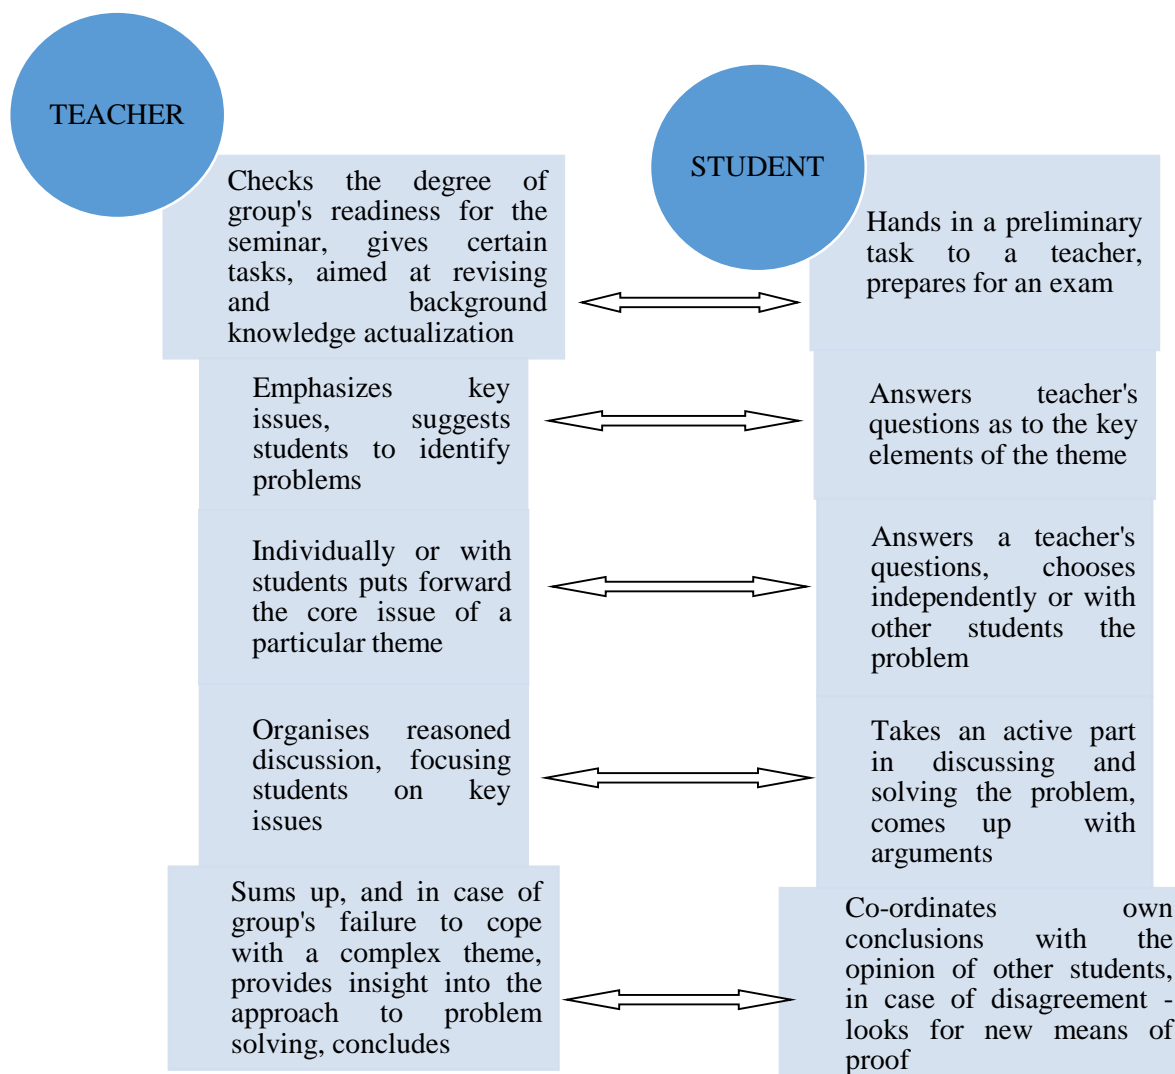 TEACHER
Checks the degree of
group's readiness for the
seminar, gives certain
tasks, aimed at revising
and background
knowledge actualization
Emphasizes key
issues, suggests
students to identify
problems
Individually or with
students puts forward
the core issue of a
particular theme
Organises reasoned
discussion, focusing
students on key
issues
Sums up, and in case of
group's failure to cope
with a complex theme,
provides insight into the
approach to problem
solving, concludes
STUDENT
Hands in a preliminary
task to a teacher,
prepares for an exam
Answers teacher's
questions as to the key
elements of the theme
Answers a teacher's
questions, chooses
independently or with
other students the
problem
Takes an active part
in discussing and
solving the problem,
comes up with
arguments
Co-ordinates own
conclusions with the
opinion of other students,
in case of disagreement -
looks for new means of
proof